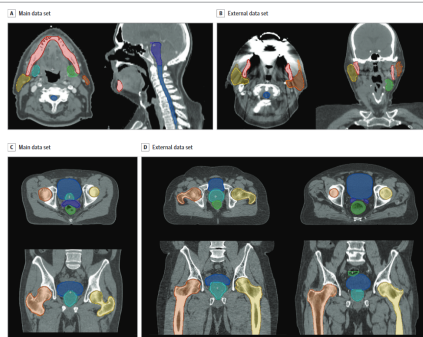 A Main data set
B External data set
C Main data set
D External data set